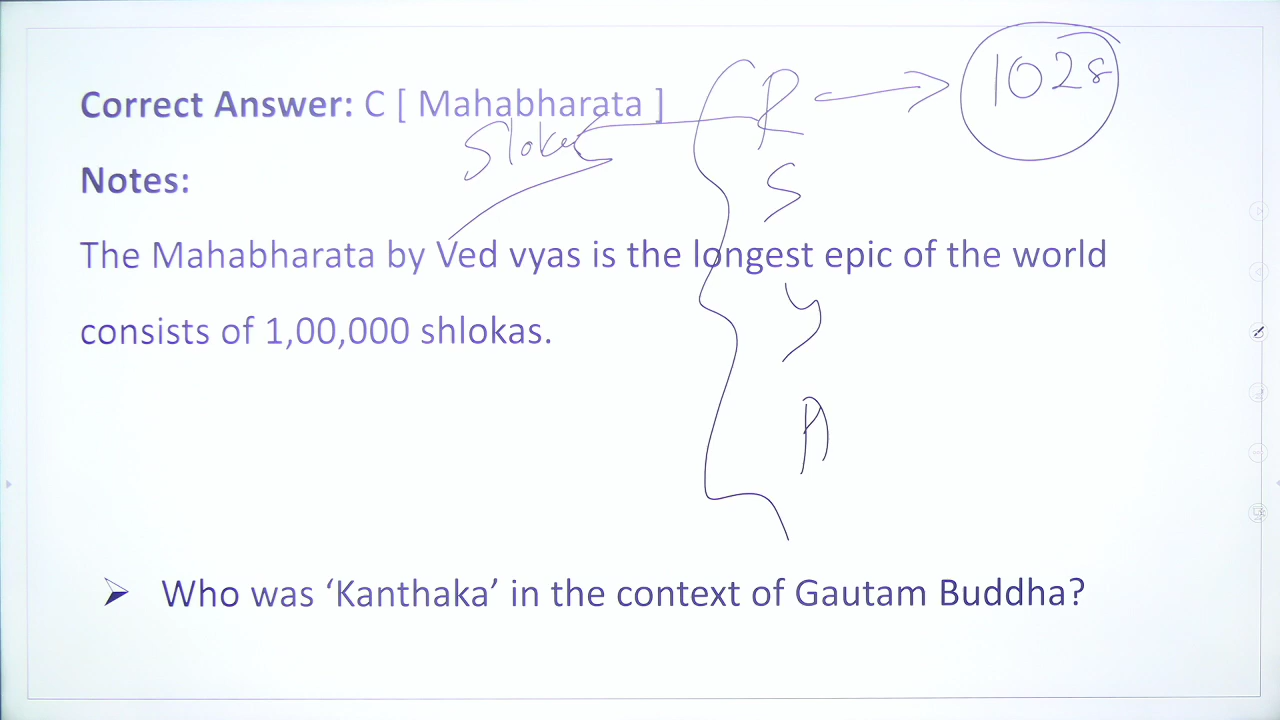 Correct Answer: C [ Mahabharata ]
R → 1028
Sloka
Notes:
S
The Mahabharata by Ved vyas is the longest epic of the world
consists of 1,00,000 shlokas.
Y
A
➤ Who was ‘Kanthaka’ in the context of Gautam Buddha?